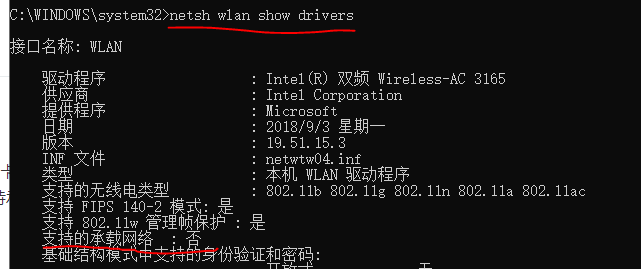 C:\WINDOWS\system32>netsh wlan show drivers
接口名称: WLAN
驱动程序 : Intel(R) 双频 Wireless-AC 3165
供应商 : Intel Corporation
提供程序 : Microsoft
日期 : 2018/9/3 星期一
版本 : 19.51.15.3
INF 文件 : netwtw04.inf
类型 : 本机 WLAN 驱动程序
支持的无线电类型 : 802.11b 802.11g 802.11n 802.11a 802.11ac
支持 FIPS 140-2 模式: 是
支持 802.11w 管理帧保护 : 是
支持的承载网络 : 否
基础结构模式中支持的身份验证和密码: